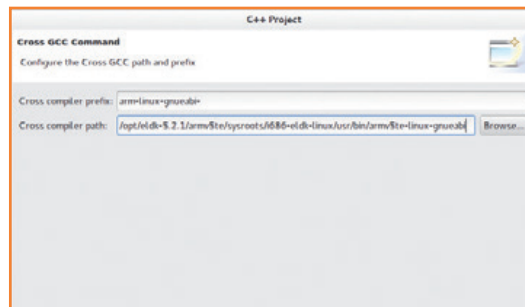 C++ Project
Cross GCC Command
Configure the Cross GCC path and prefix
Cross compiler prefix: arm-linux-gnueabi-
Cross compiler path: /opt/eldk-5.2.1/armv5te/sysroots/i686-eldk-linux/usr/bin/armv5te-linux-gnueabi Browse...